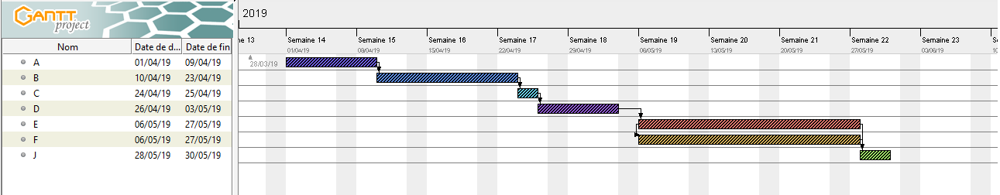 GANTT
project
2019
ne 13 Semaine 14 Semaine 15 Semaine 16 Semaine 17 Semaine 18 Semaine 19 Semaine 20 Semaine 21 Semaine 22 Semaine 23 Se
01/04/19 08/04/19 15/04/19 22/04/19 29/04/19 06/05/19 13/05/19 20/05/19 27/05/19 03/06/19 10
Nom Date de d... Date de fin
28/03/19
A 01/04/19 09/04/19
B 10/04/19 23/04/19
C 24/04/19 25/04/19
D 26/04/19 03/05/19
E 06/05/19 27/05/19
F 06/05/19 27/05/19
J 28/05/19 30/05/19